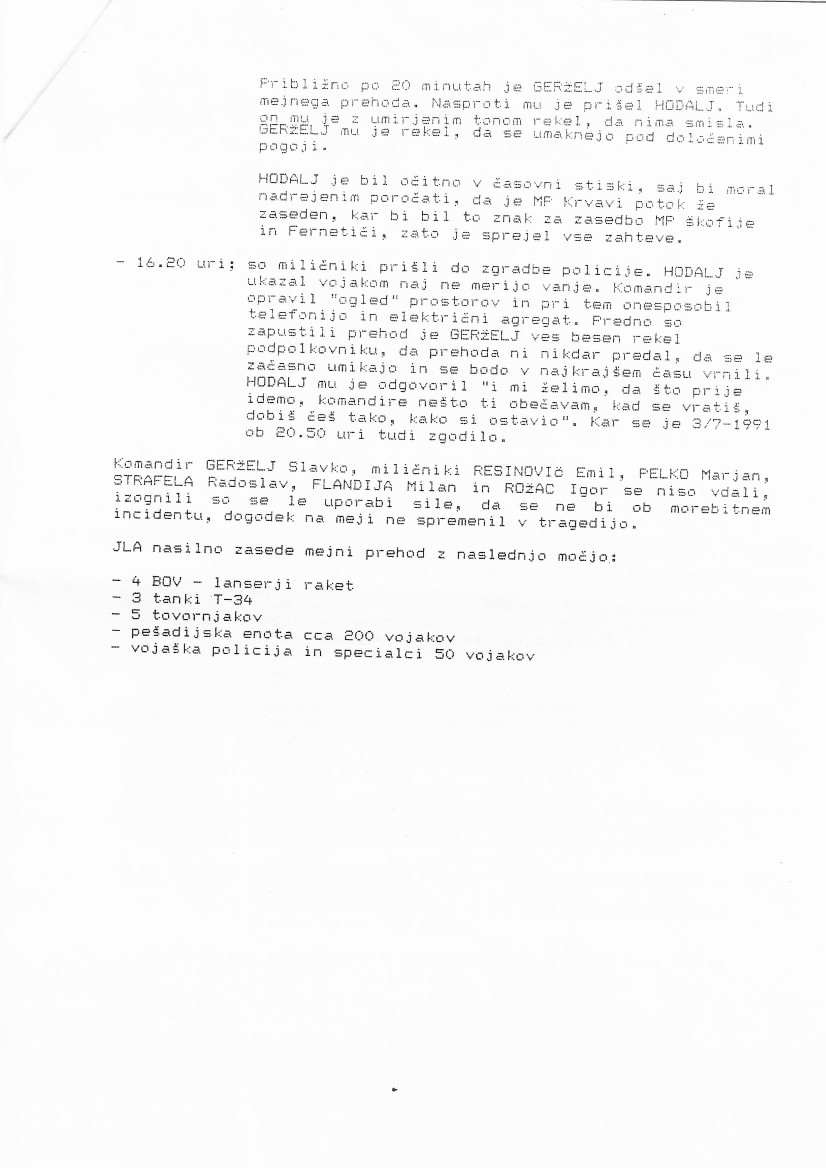 Približno po 20 minutah je GERŽELJ odšel v smeri
mejnega prehoda. Nasproti mu je prišel HODALJ. Tudi
on mu je z umirjenim tonom rekel, da nima smisla.
GERŽELJ mu je rekel, da se umaknejo pod določenimi
pogoji.
HODALJ je bil očitno v časovni stiski, saj bi moral
nadrejenim poročati, da je MP Krvavi potok že
zaseden, kar bi bil to znak za zasedbo MP škofije
in Fernetiči, zato je sprejel vse zahteve.
- 16.20 uri; so miličniki prišli do zgradbe policije. HODALJ je
ukazal vojakom naj ne merijo vanje. Komandir je
opravil "ogled" prostorov in pri tem onesposobil
telefonijo in električni agregat. Predno so
zapustili prehod je GERŽELJ ves besen rekel
podpolkovniku, da prehoda ni nikdar predal, da se le
začasno umikajo in se bodo v najkrajšem času vrnili.
HODALJ mu je odgovoril "i mi želimo, da što prije
idemo, komandire nešto ti obečavam, kad se vratiš,
dobiš češ tako, kako si ostavio". Kar se je 3/7-1991
ob 20.50 uri tudi zgodilo.
Komandir GERŽELJ Slavko, miličniki RESINOVIČ Emil, PELKO Marjan,
STRAFELA Radoslav, FLANDIJA Milan in ROŽAC Igor se niso vdali,
izognili so se le uporabi sile, da se ne bi ob morebitnem
incidentu, dogodek na meji ne spremenil v tragedijo.
JLA nasilno zasede mejni prehod z naslednjo močjo.:
- 4 BOV - lanserji raket
- 3 tanki T-34
- 5 tovornjakov
- pešadijska enota cca 200 vojakov
- vojaška policija in specialci 50 vojakov